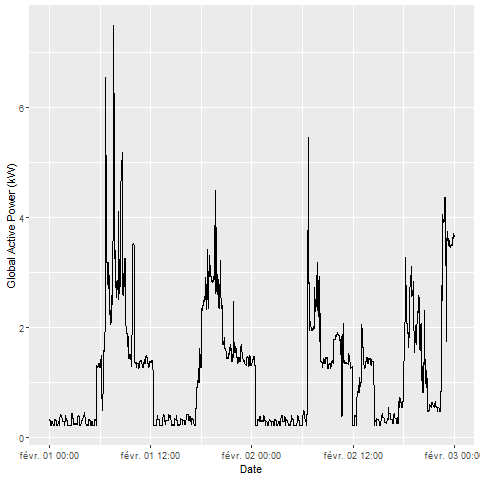 Global Active Power (kW)
6
4
2
0
févr. 01 00:00
févr. 01 12:00
févr. 02 00:00
févr. 02 12:00
févr. 03 00:00
Date